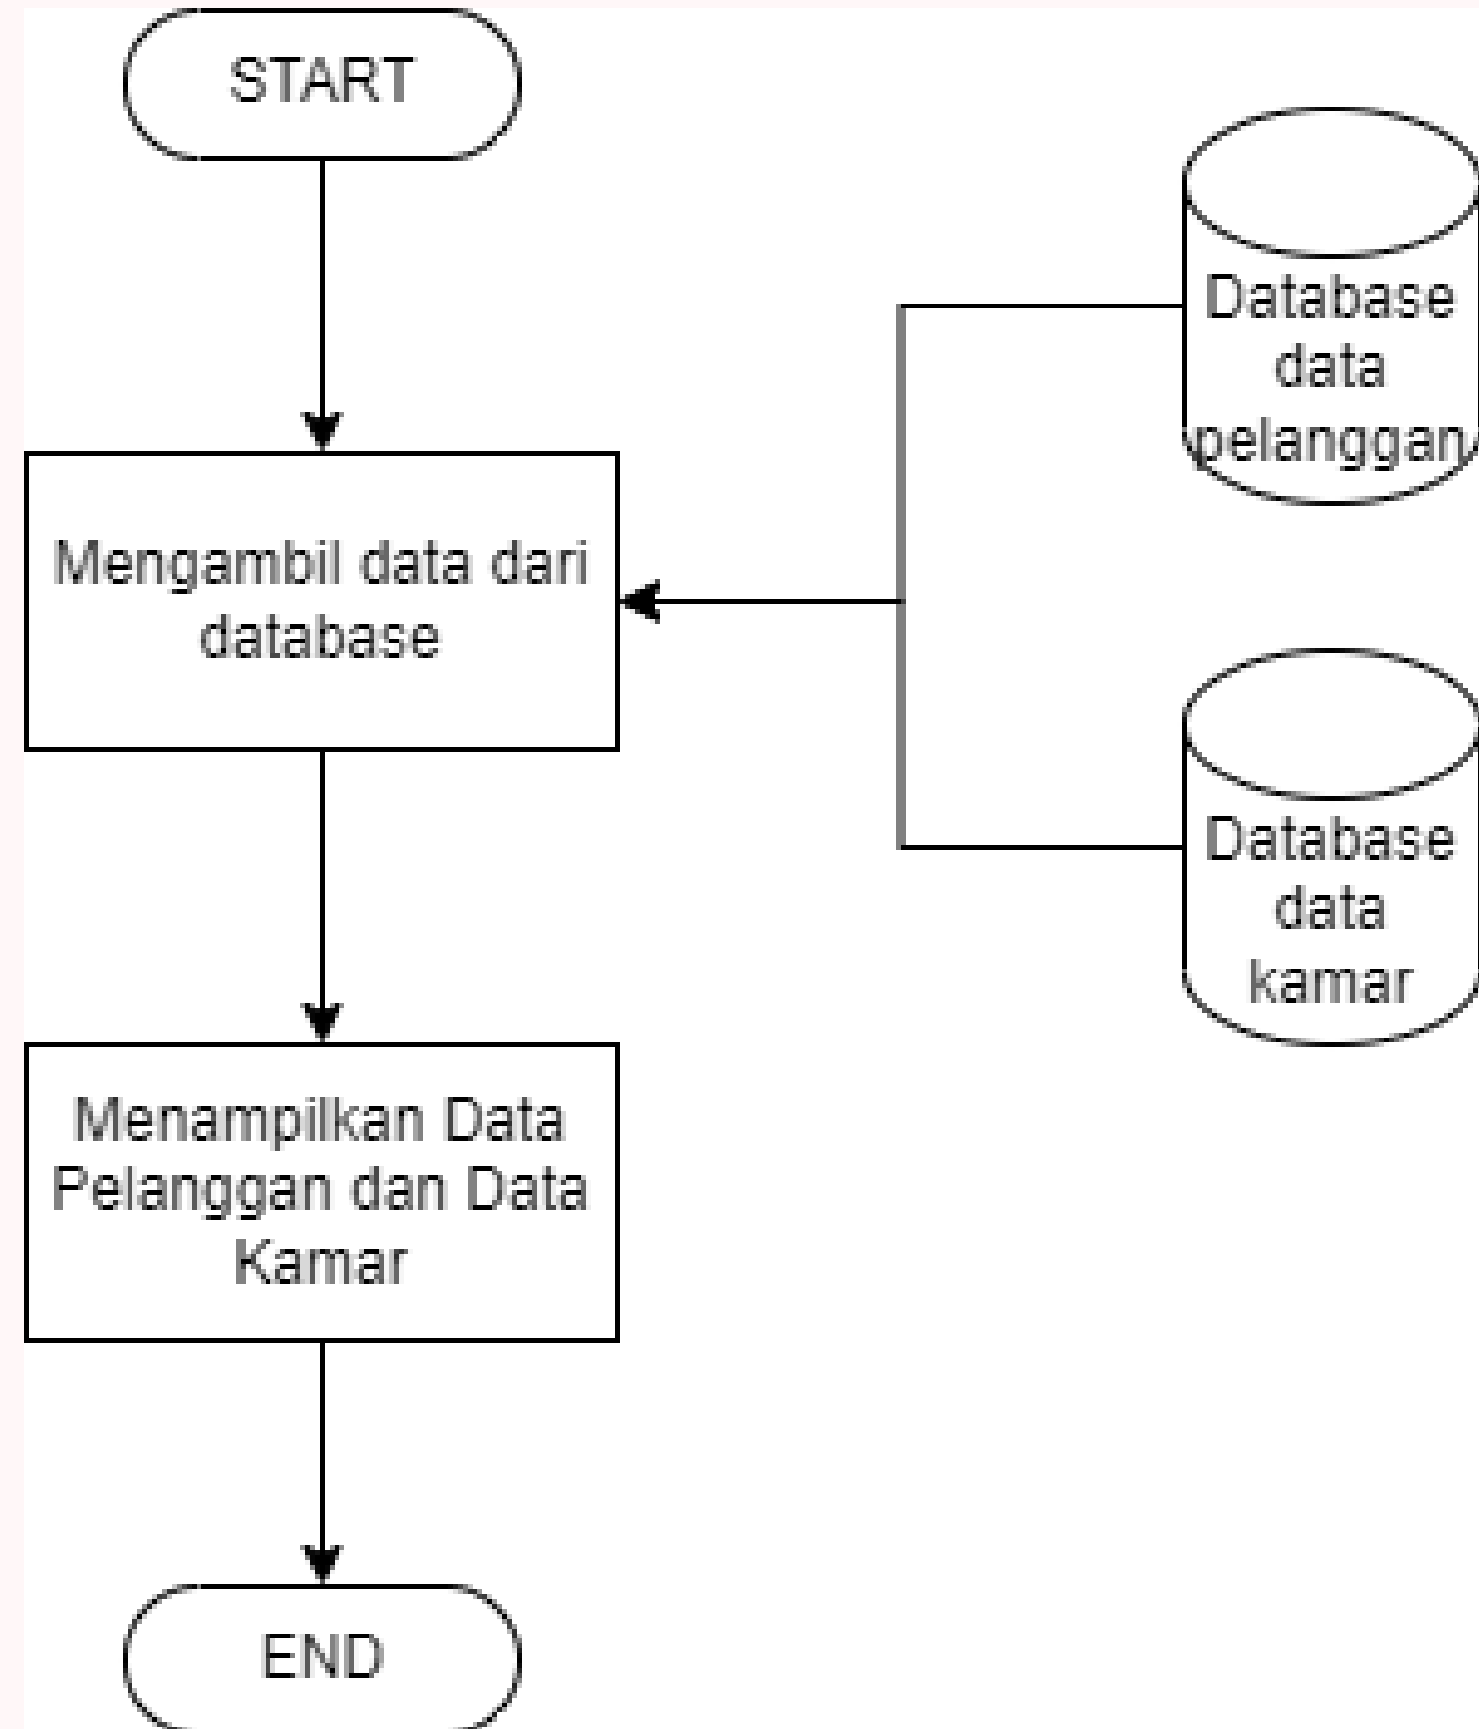 START
Mengambil data dari
database
Menampilkan Data
Pelanggan dan Data
Kamar
END
Database
data
pelanggan
Database
data
kamar